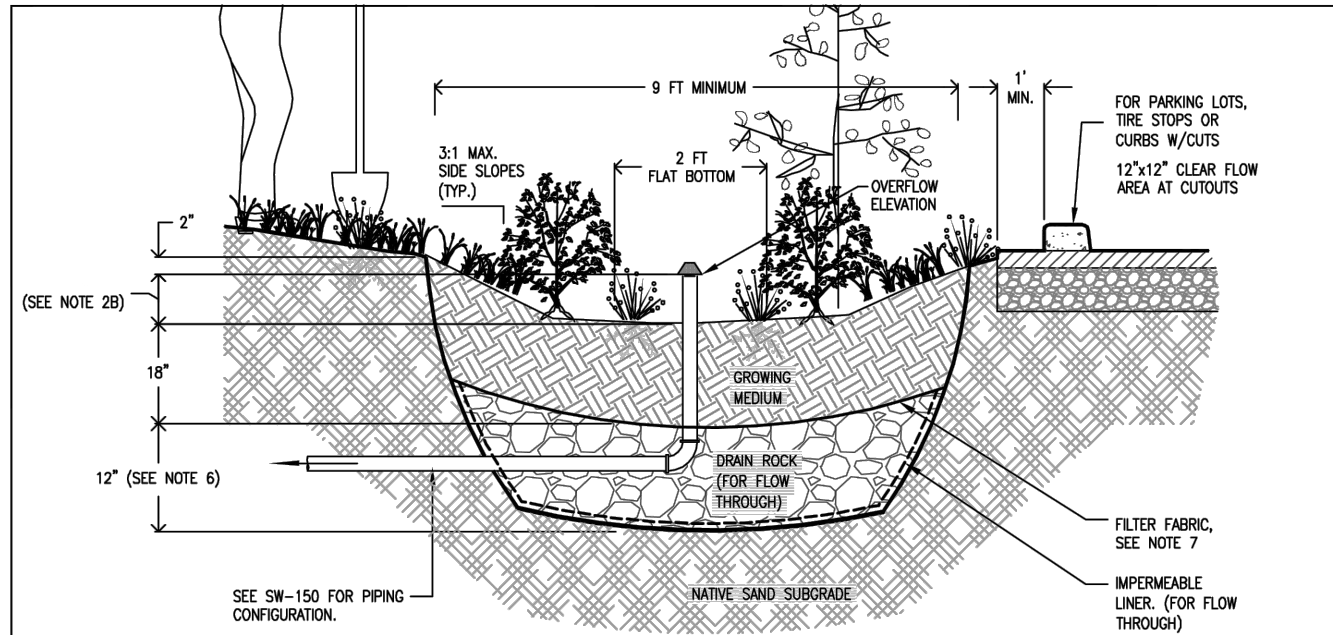 9 FT MINIMUM
1'
MIN.
FOR PARKING LOTS,
TIRE STOPS OR
CURBS W/CUTS
12"x12" CLEAR FLOW
AREA AT CUTOUTS
3:1 MAX.
SIDE SLOPES
(TYP.)
2 FT
FLAT BOTTOM
OVERFLOW
ELEVATION
2"
(SEE NOTE 2B)
18"
GROWING
MEDIUM
12" (SEE NOTE 6)
DRAIN ROCK
(FOR FLOW
THROUGH)
FILTER FABRIC,
SEE NOTE 7
SEE SW-150 FOR PIPING
CONFIGURATION.
NATIVE SAND SUBGRADE
IMPERMEABLE
LINER. (FOR FLOW
THROUGH)